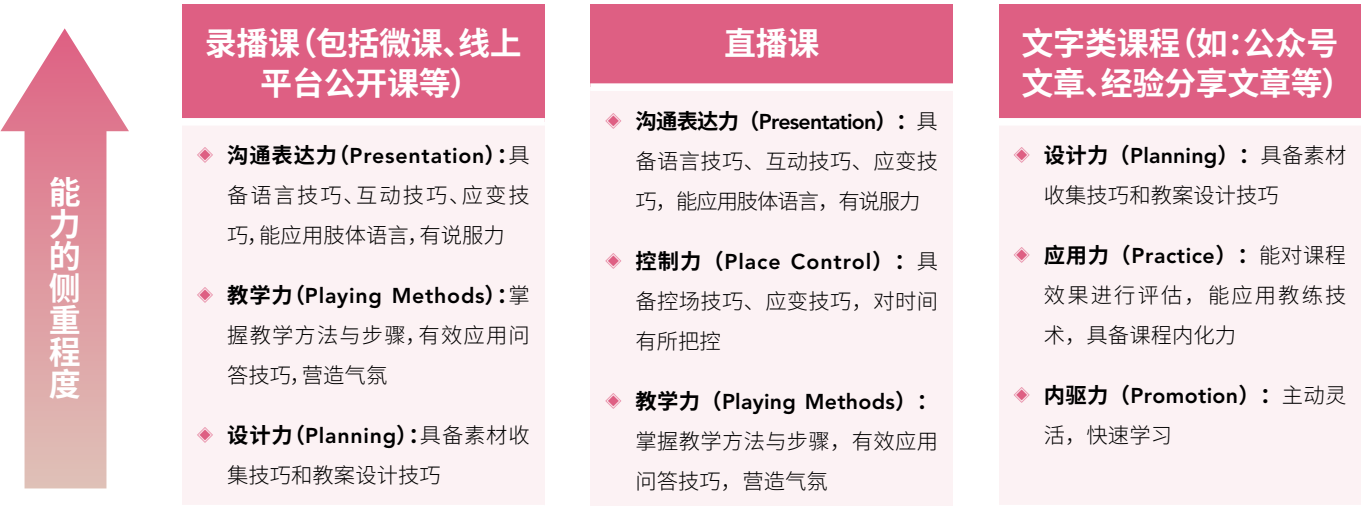 能力的侧重程度
录播课（包括微课、线上
平台公开课等）
沟通表达力（Presentation）：具
备语言技巧、互动技巧、应变技
巧，能应用肢体语言，有说服力
教学力（Playing Methods）：掌
握教学方法与步骤，有效应用问
答技巧，营造气氛
设计力（Planning）：具备素材收
集技巧和教案设计技巧
直播课
沟通表达力（Presentation）：具
备语言技巧、互动技巧、应变技
巧，能应用肢体语言，有说服力
控制力（Place Control）：具
备控场技巧、应变技巧，对时间
有所把控
教学力（Playing Methods）：
掌握教学方法与步骤，有效应用
问答技巧，营造气氛
文字类课程（如：公众号
文章、经验分享文章等）
设计力（Planning）：具备素材
收集技巧和教案设计技巧
应用力（Practice）：能对课程
效果进行评估，能应用教练技
术，具备课程内化力
内驱力（Promotion）：主动灵
活，快速学习